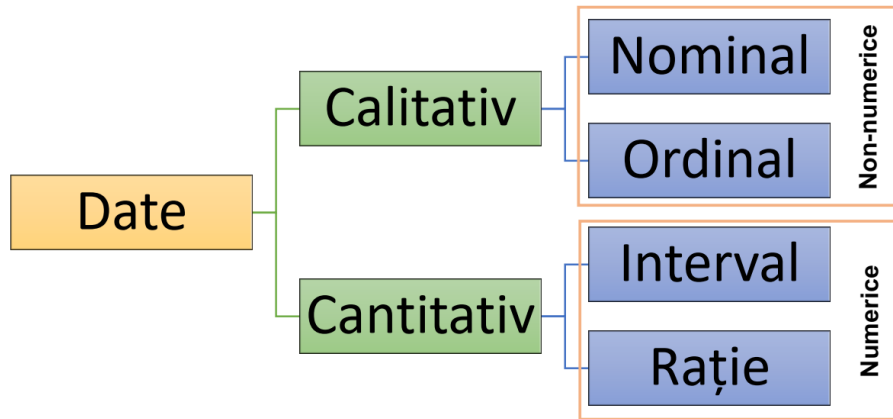 Date
Calitativ
Nominal
Ordinal
Non-numerice
Cantitativ
Interval
Rație
Numerice